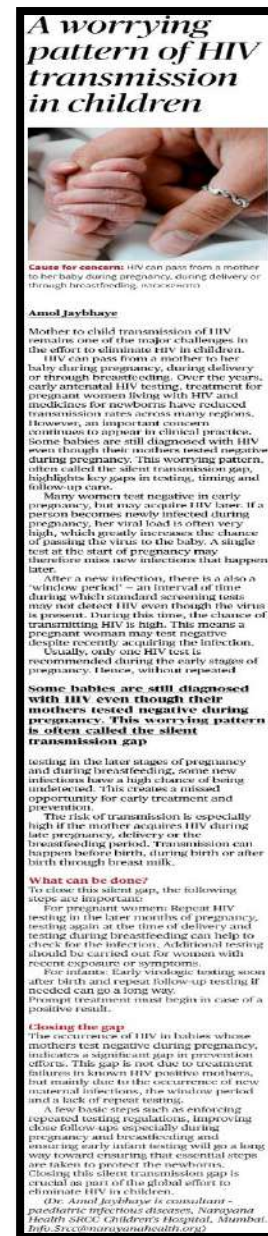 A worrying
pattern of HIV
transmission
in children
Cause for concern: HIV can pass from a mother
to her baby during pregnancy, during delivery or
through breastfeeding.
Amol Jaybhaye
Mother to child transmission of HIV
remains one of the major challenges in
the effort to eliminate HIV in children.
HIV can pass from a mother to her
baby during pregnancy, during delivery
or through breastfeeding. Over the years,
early antenatal HIV testing, treatment for
pregnant women living with HIV and
medicines for newborns have reduced
transmission rates across many regions.
However, an important concern
continues to appear in clinical practice.
Some babies are still diagnosed with HIV
even though their mothers tested negative
during pregnancy. This worrying pattern,
often called the silent transmission gap,
highlights key gaps in testing, timing and
follow-up care.
Many women test negative in early
pregnancy, but may acquire HIV later. If a
person becomes newly infected during
pregnancy, her viral load is often very
high, which greatly increases the chance
of passing the virus to the baby. A single
test at the start of pregnancy may
therefore miss new infections that happen
later.
After a new infection, there is a also a
'window period' – an interval of time
during which standard screening tests
may not detect HIV even though the virus
is present. During this time, the chance of
transmitting HIV is high. This means a
pregnant woman may test negative
despite recently acquiring the infection.
Usually, only one HIV test is
recommended during the early stages of
pregnancy. Hence, without repeated
Some babies are still diagnosed
with HIV even though their
mothers tested negative during
pregnancy. This worrying pattern
is often called the silent
transmission gap
testing in the later stages of pregnancy
and during breastfeeding, some new
infections have a high chance of being
undetected. This creates a missed
opportunity for early treatment and
prevention.
The risk of transmission is especially
high if the mother acquires HIV during
late pregnancy, delivery or the
breastfeeding period. Transmission can
happen before birth, during birth or after
birth through breast milk.
What can be done?
To close this silent gap, the following
steps are important:
For pregnant women: Repeat HIV
testing in the later months of pregnancy,
testing again at the time of delivery and
testing during breastfeeding can help to
check for the infection. Additional testing
should be carried out for women with
recent exposure or symptoms.
For infants: Early virologic testing soon
after birth and repeat follow-up testing if
needed can go a long way.
Prompt treatment must begin in case of a
positive result.
Closing the gap
The occurrence of HIV in babies whose
mothers test negative during pregnancy,
indicates a significant gap in prevention
efforts. This gap is not due to treatment
failures in known HIV positive mothers,
but mainly due to the occurrence of new
maternal infections, the window period
and a lack of repeat testing.
A few basic steps such as enforcing
repeated testing regulations, improving
close follow-ups especially during
pregnancy and breastfeeding and
ensuring early infant testing will go a long
way toward ensuring that essential steps
are taken to protect the newborns.
Closing this silent transmission gap is
crucial as part of the global effort to
eliminate HIV in children.
(Dr. Amol Jaybhaye is consultant -
paediatric infectious diseases, Narayana
Health SRCC Children's Hospital, Mumbai.
Info.Srcc@narayanahealth.org)